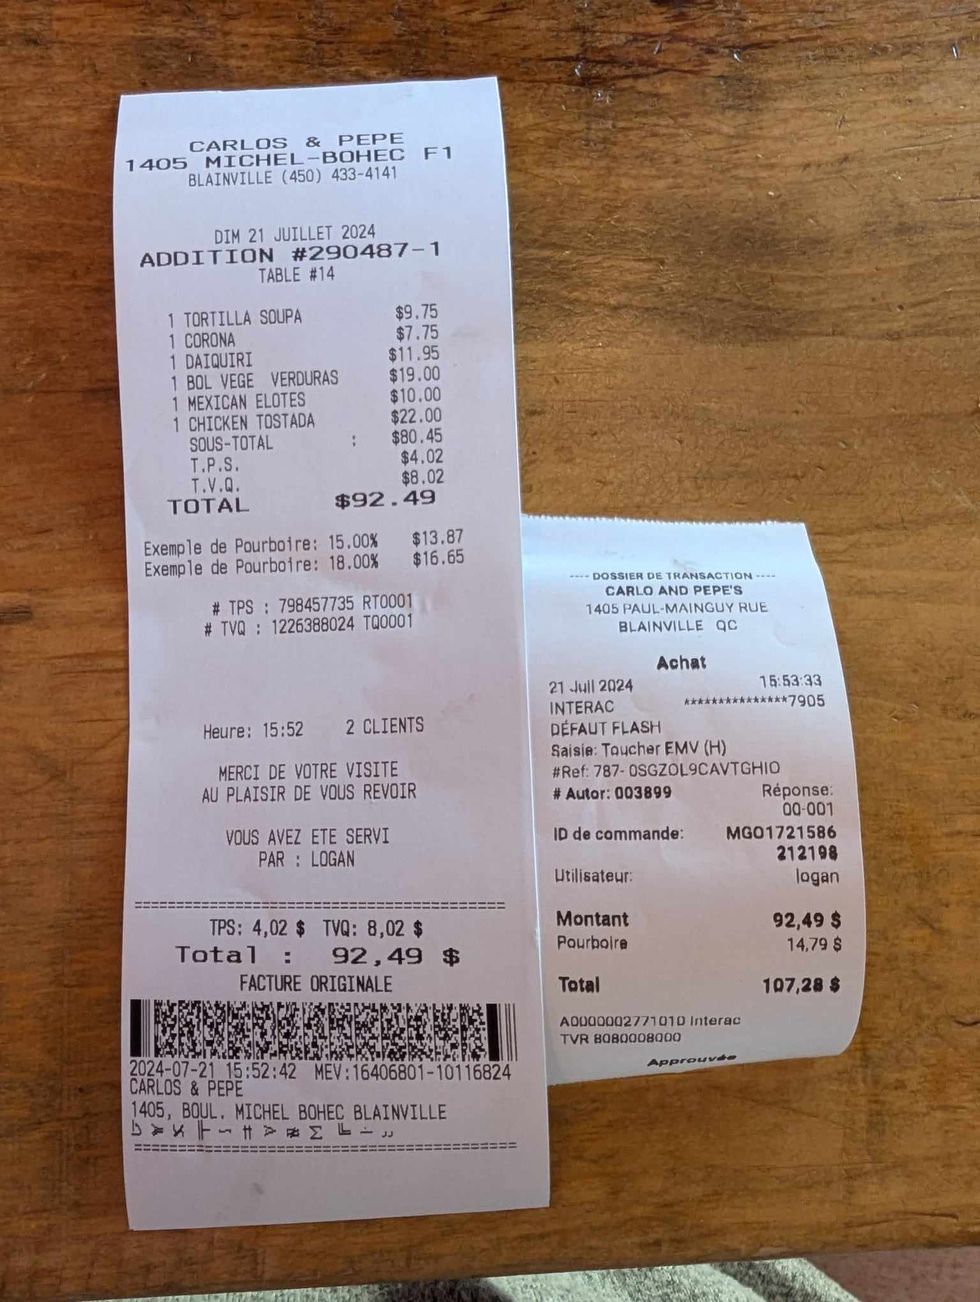 CARLOS & PEPE
1405 MICHEL-BOHEC F1
BLAINVILLE (450) 433-4141
DIM 21 JUILLET 2024
ADDITION #290487-1
TABLE #14
1 TORTILLA SOUPA $9.75
1 CORONA $7.75
1 DAIQUIRI $11.95
1 BOL VEGE VERDURAS $19.00
1 MEXICAN ELOTES $10.00
1 CHICKEN TOSTADA $22.00
SOUS-TOTAL : $80.45
T.P.S. $4.02
T.V.Q. $8.02
TOTAL $92.49
Exemple de Pourboire: 15.00% $13.87
Exemple de Pourboire: 18.00% $16.65
# TPS : 798457735 RT0001
# TVQ : 1226388024 TQ0001
Heure: 15:52 2 CLIENTS
MERCI DE VOTRE VISITE
AU PLAISIR DE VOUS REVOIR
VOUS AVEZ ETE SERVI
PAR : LOGAN
TPS: 4,02 $ TVQ: 8,02 $
Total : 92,49 $
FACTURE ORIGINALE
2024-07-21 15:52:42 MEV:16406801-10116824
CARLOS & PEPE
1405, BOUL. MICHEL BOHEC BLAINVILLE
---- DOSSIER DE TRANSACTION ----
CARLO AND PEPE'S
1405 PAUL-MAINGUY RUE
BLAINVILLE QC
Achat
21 Juil 2024 15:53:33
INTERAC ***************7905
DÉFAUT FLASH
Saisie: Toucher EMV (H)
#Ref: 787- 0SGZOL9CAVTGHIO
# Autor: 003899 Réponse:
00-001
ID de commande: MGO1721586
212198
Utilisateur: logan
Montant 92,49 $
Pourboire 14,79 $
Total 107,28 $
A0000002771010 Interac
TVR 8080008000
Approuvée